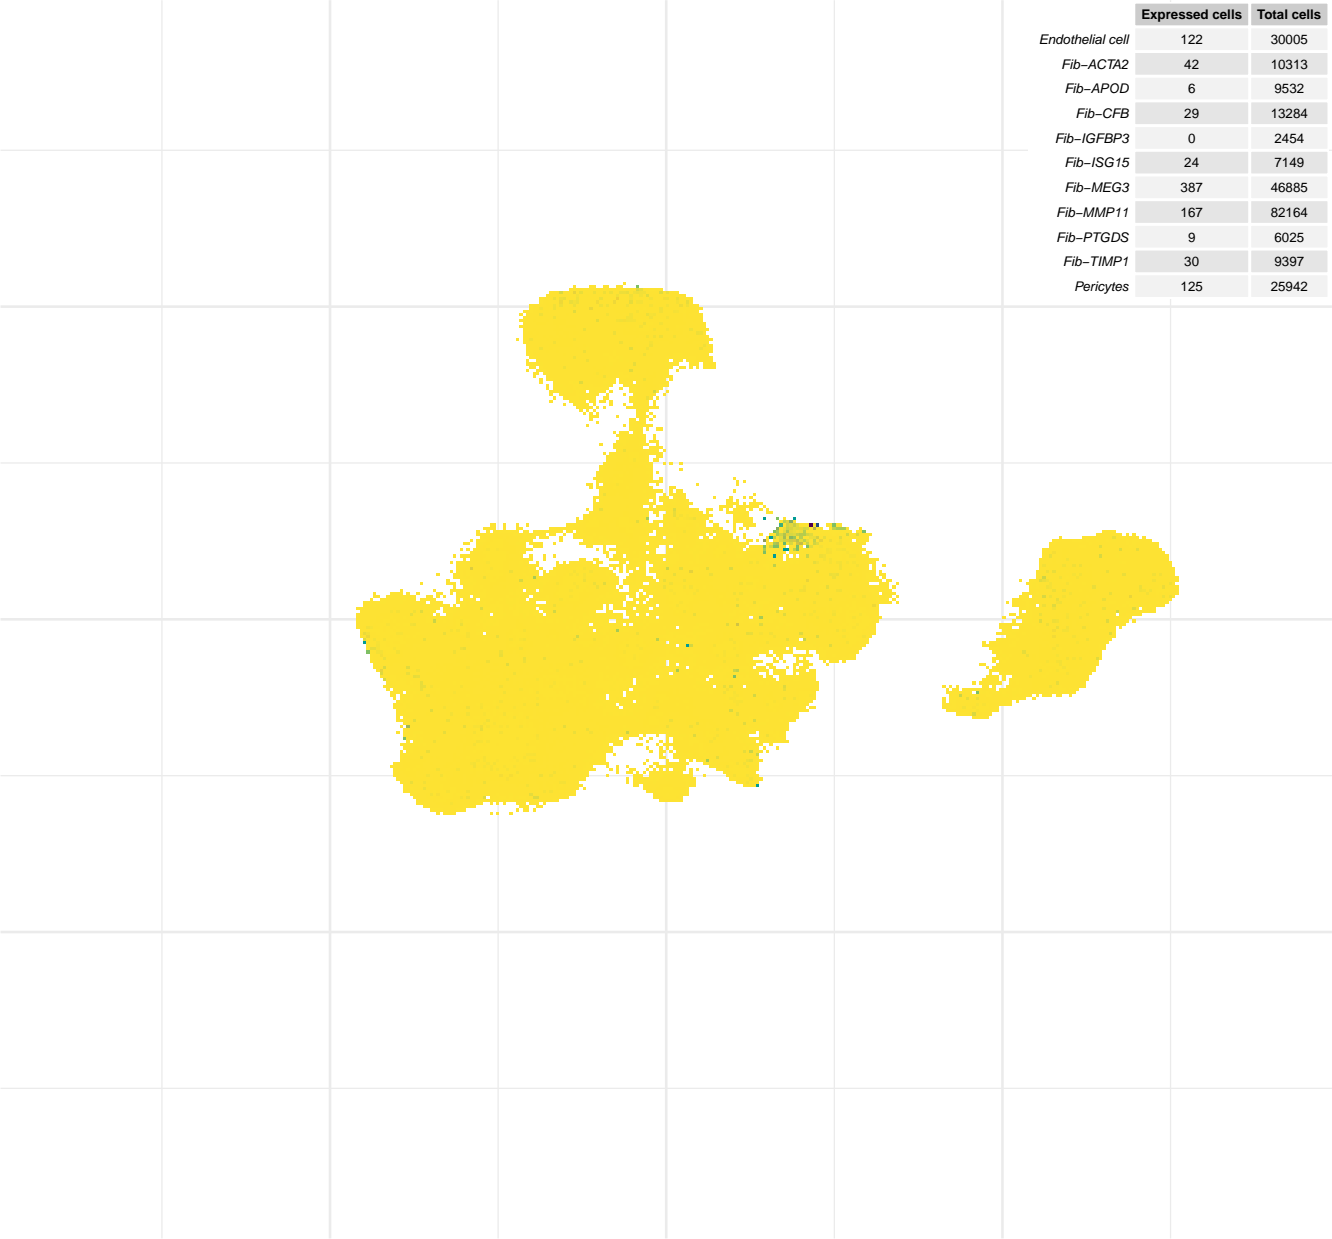 Expressed cells Total cells
Endothelial cell 122 30005
Fib−ACTA2 42 10313
Fib−APOD 6 9532
Fib−CFB 29 13284
Fib−IGFBP3 0 2454
Fib−ISG15 24 7149
Fib−MEG3 387 46885
Fib−MMP11 167 82164
Fib−PTGDS 9 6025
Fib−TIMP1 30 9397
Pericytes 125 25942